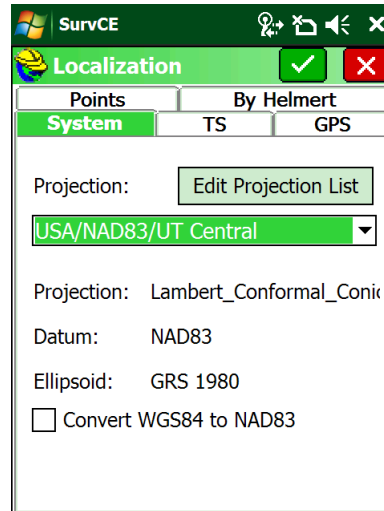 SurvCE
Localization
Points By Helmert
System TS GPS
Projection: Edit Projection List
USA/NAD83/UT Central
Projection: Lambert_Conformal_Conic
Datum: NAD83
Ellipsoid: GRS 1980
Convert WGS84 to NAD83